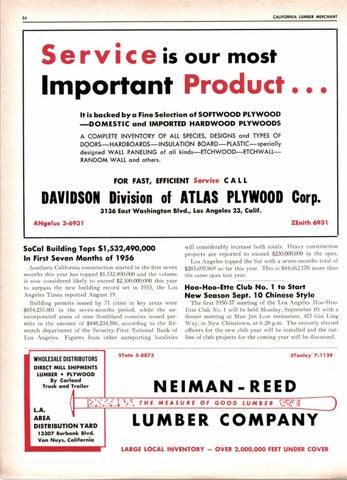 24
CALIFORNIA LUMBER MERCHANT
Service is our most
Important Product . . .
It is backed by a Fine Selection of SOFTWOOD PLYWOOD
—DOMESTIC and IMPORTED HARDWOOD PLYWOODS
A COMPLETE INVENTORY OF ALL SPECIES, DESIGNS and TYPES OF
DOORS—HARDBOARDS—INSULATION BOARD—PLASTIC—specially
designed WALL PANELING of all kinds—ETCHWOOD—ETCHWALL—
RANDOM WALL and others.
FOR FAST, EFFICIENT Service CALL
DAVIDSON Division of ATLAS PLYWOOD Corp.
3136 East Washington Blvd., Los Angeles 23, Calif.
ANgelus 3-6931
ZEnith 6931
SoCal Building Tops $1,532,490,000
In First Seven Months of 1956
Southern California construction in the first seven
months this year has topped $1,532,490,000 and the volume
is now considered likely to exceed $2,500,000,000 this year
to surpass the new building record set in 1955, the Los
Angeles Times reported August 19.
Building permits issued by 71 cities in key areas were
$854,255,801 in the seven-months period, while the un-
incorporated areas of nine Southland counties issued per-
mits in the amount of $448,234,586, according to the Re-
search department of the Security-First National Bank of
Los Angeles. Figures from other unreporting localities
will considerably increase both totals. Heavy construction
projects are reported to exceed $230,000,000 in the span.
Los Angeles topped the list with a seven-months total of
$285,695,969 so far this year. This is $44,662,170 more than
the same span last year.
Hoo-Hoo-Ette Club No. 1 to Start
New Season Sept. 10 Chinese Style
The first 1956-57 meeting of the Los Angeles Hoo-Hoo-
Ette Club No. 1 will be held Monday, September 10, with a
dinner meeting at Man Jen Low restaurant, 475 Gin Ling
Way, in New Chinatown, at 6:29 p.m. The recently elected
officers for the new club year will be installed and the out-
line of club projects for the coming year will be discussed.
WHOLESALE DISTRIBUTORS
DIRECT MILL SHIPMENTS
LUMBER • PLYWOOD
By Carload
Truck and Trailer
L.A.
AREA
DISTRIBUTION YARD
13307 Burbank Blvd.
Van Nuys, California
STate 5-8873
STanley 7-1139
NEIMAN-REED
THE MEASURE OF GOOD LUMBER
LUMBER COMPANY
LARGE LOCAL INVENTORY — OVER 2,000,000 FEET UNDER COVER